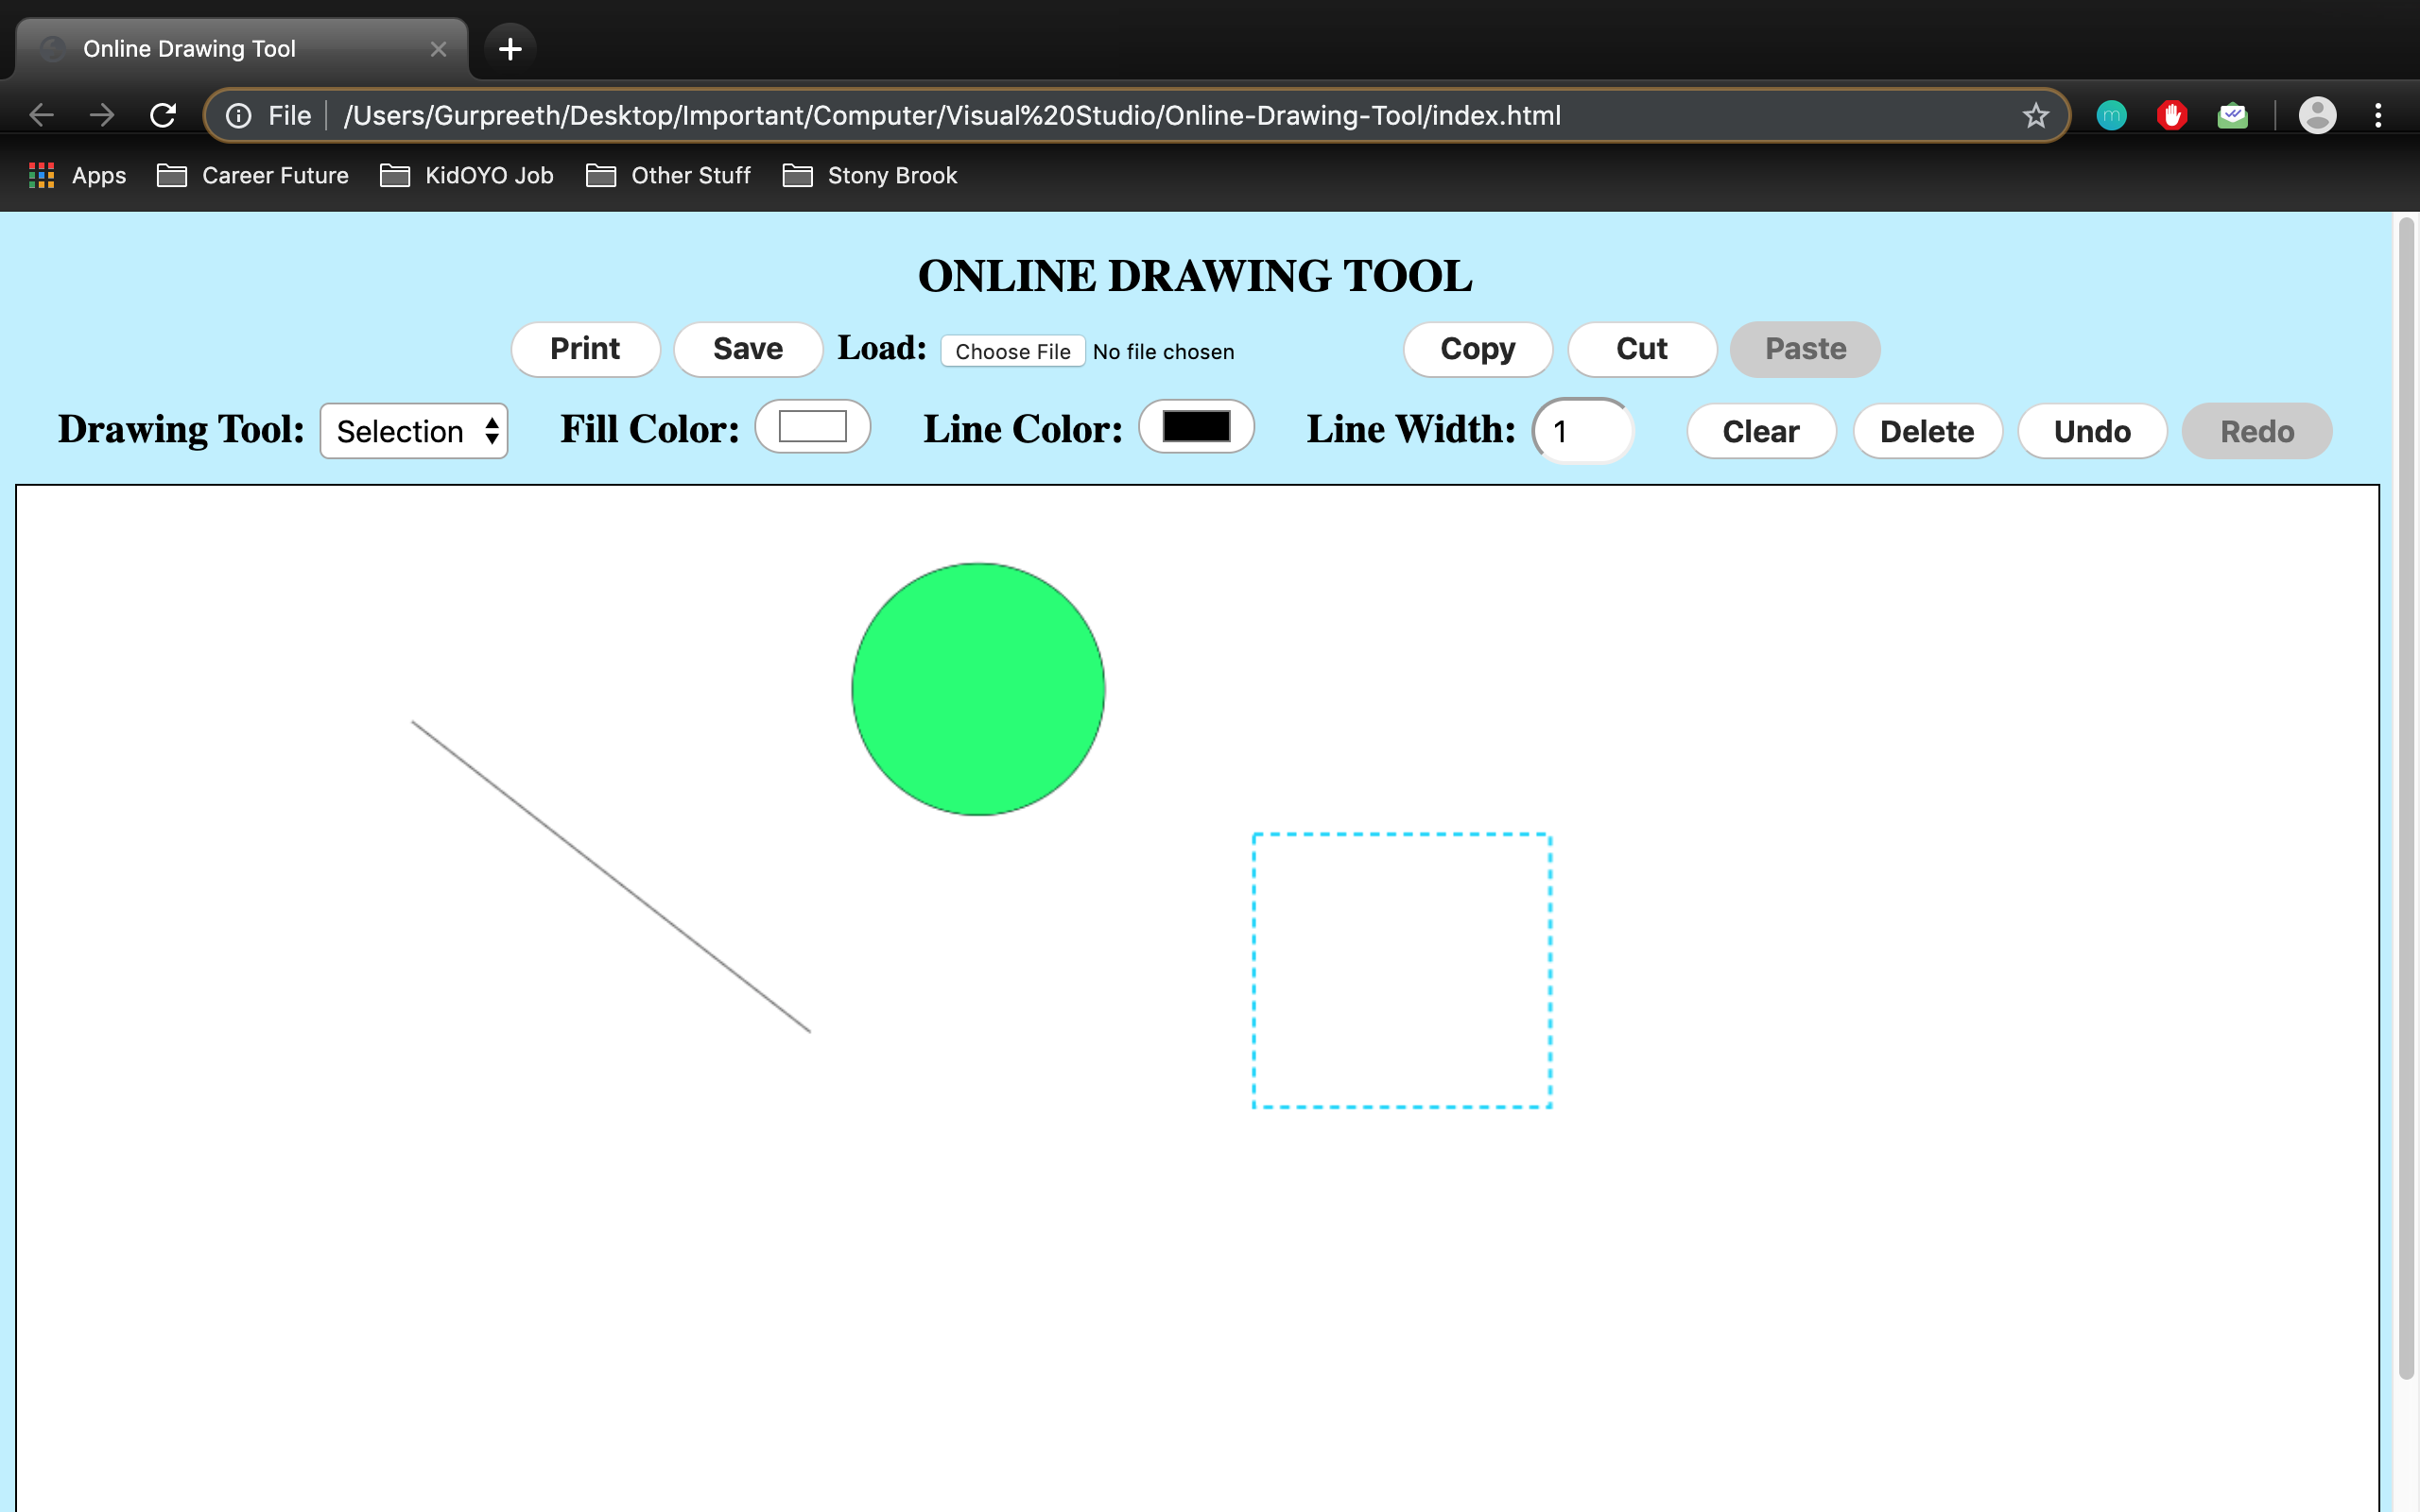 Online Drawing Tool
File /Users/Gurpreeth/Desktop/Important/Computer/Visual%20Studio/Online-Drawing-Tool/index.html m
Apps Career Future KidOYO Job Other Stuff Stony Brook
ONLINE DRAWING TOOL
Print Save Load: Choose File No file chosen Copy Cut Paste
Drawing Tool: Selection Fill Color: Line Color: Line Width: 1 Clear Delete Undo Redo